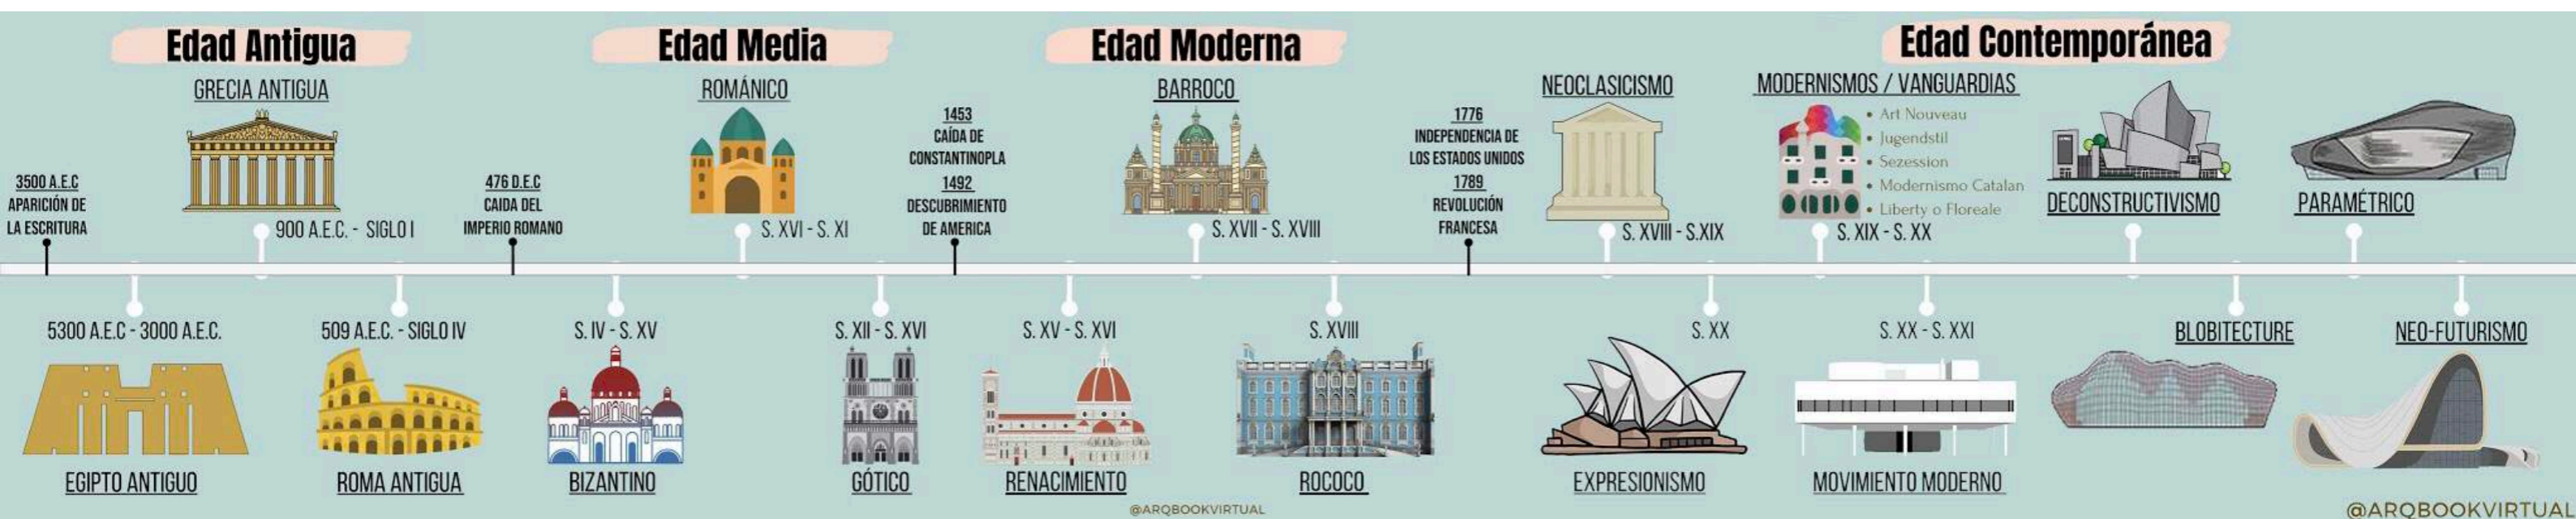 Edad Antigua
GRECIA ANTIGUA
3500 A.E.C
APARICIÓN DE
LA ESCRITURA
900 A.E.C. - SIGLO I
5300 A.E.C - 3000 A.E.C.
EGIPTO ANTIGUO
509 A.E.C. - SIGLO IV
ROMA ANTIGUA
476 D.E.C
CAIDA DEL
IMPERIO ROMANO
Edad Media
ROMÁNICO
S. XVI - S. XI
S. IV - S. XV
BIZANTINO
S. XII - S. XVI
GÓTICO
1453
CAÍDA DE
CONSTANTINOPLA
1492
DESCUBRIMIENTO
DE AMERICA
Edad Moderna
BARROCO
S. XVII - S. XVIII
S. XV - S. XVI
RENACIMIENTO
S. XVIII
ROCOCO
1776
INDEPENDENCIA DE
LOS ESTADOS UNIDOS
1789
REVOLUCIÓN
FRANCESA
Edad Contemporánea
NEOCLASICISMO
S. XVIII - S.XIX
MODERNISMOS / VANGUARDIAS
• Art Nouveau
• Jugendstil
• Sezession
• Modernismo Catalan
• Liberty o Floreale
S. XIX - S. XX
DECONSTRUCTIVISMO
PARAMÉTRICO
S. XX
EXPRESIONISMO
S. XX - S. XXI
MOVIMIENTO MODERNO
BLOBITECTURE
NEO-FUTURISMO
@ARQBOOKVIRTUAL
@ARQBOOKVIRTUAL